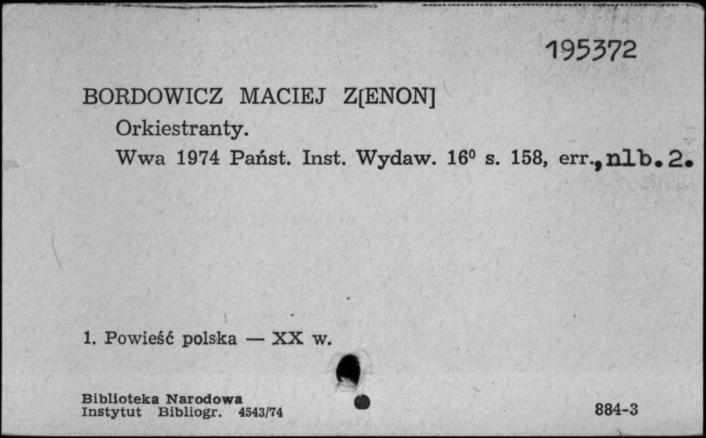 195372
BORDOWICZ MACIEJ Z[ENON]
Orkiestranty.
Wwa 1974 Państ. Inst. Wydaw. 16⁰ s. 158, err., nlb. 2.
1. Powieść polska — XX w.
Biblioteka Narodowa
Instytut Bibliogr. 4543/74
884-3